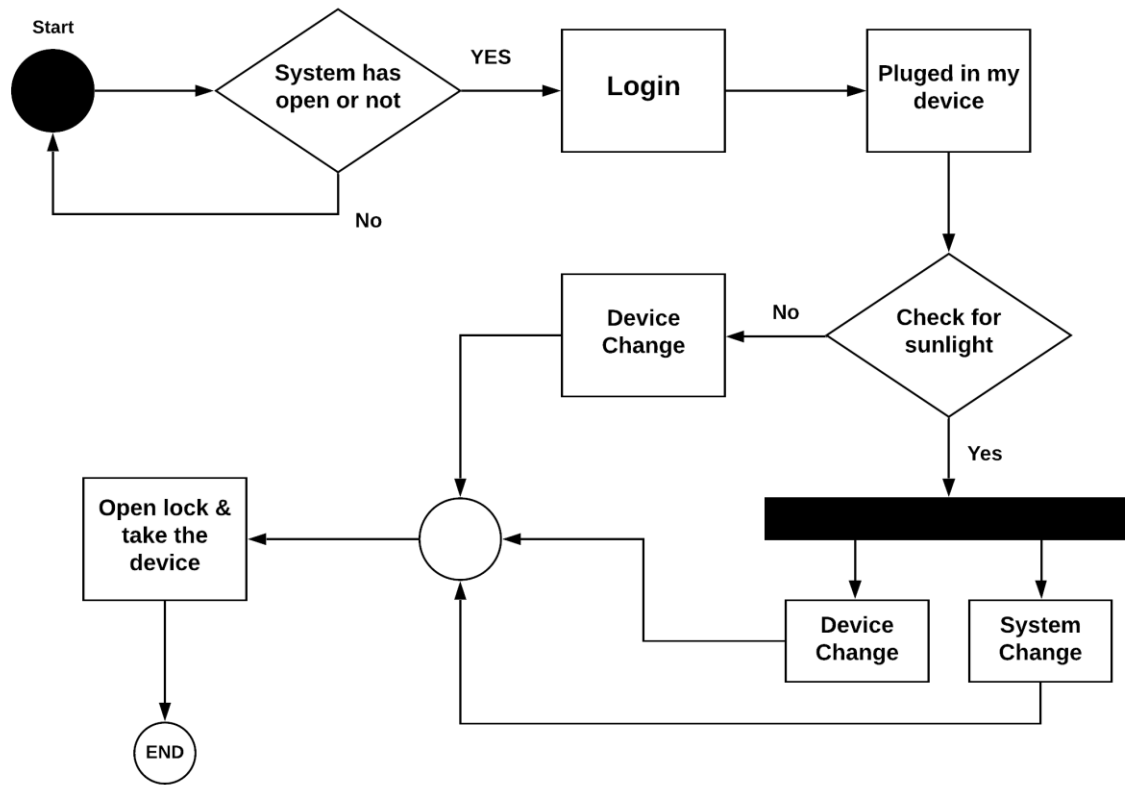 Start
System has
open or not
YES
Login
Pluged in my
device
No
Device
Change
No
Check for
sunlight
Yes
Open lock &
take the
device
Device
Change
System
Change
END